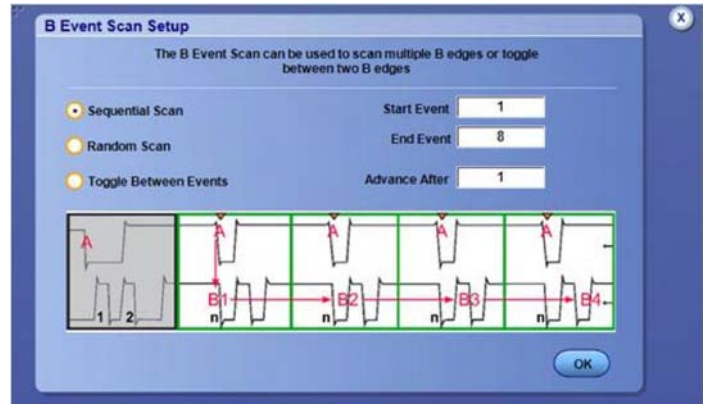 B Event Scan Setup
X
The B Event Scan can be used to scan multiple B edges or toggle
between two B edges
Sequential Scan
Start Event 1
Random Scan
End Event 8
Toggle Between Events
Advance After 1
A A A A A
B1 B2 B3 B4
1 2 n n n n
OK